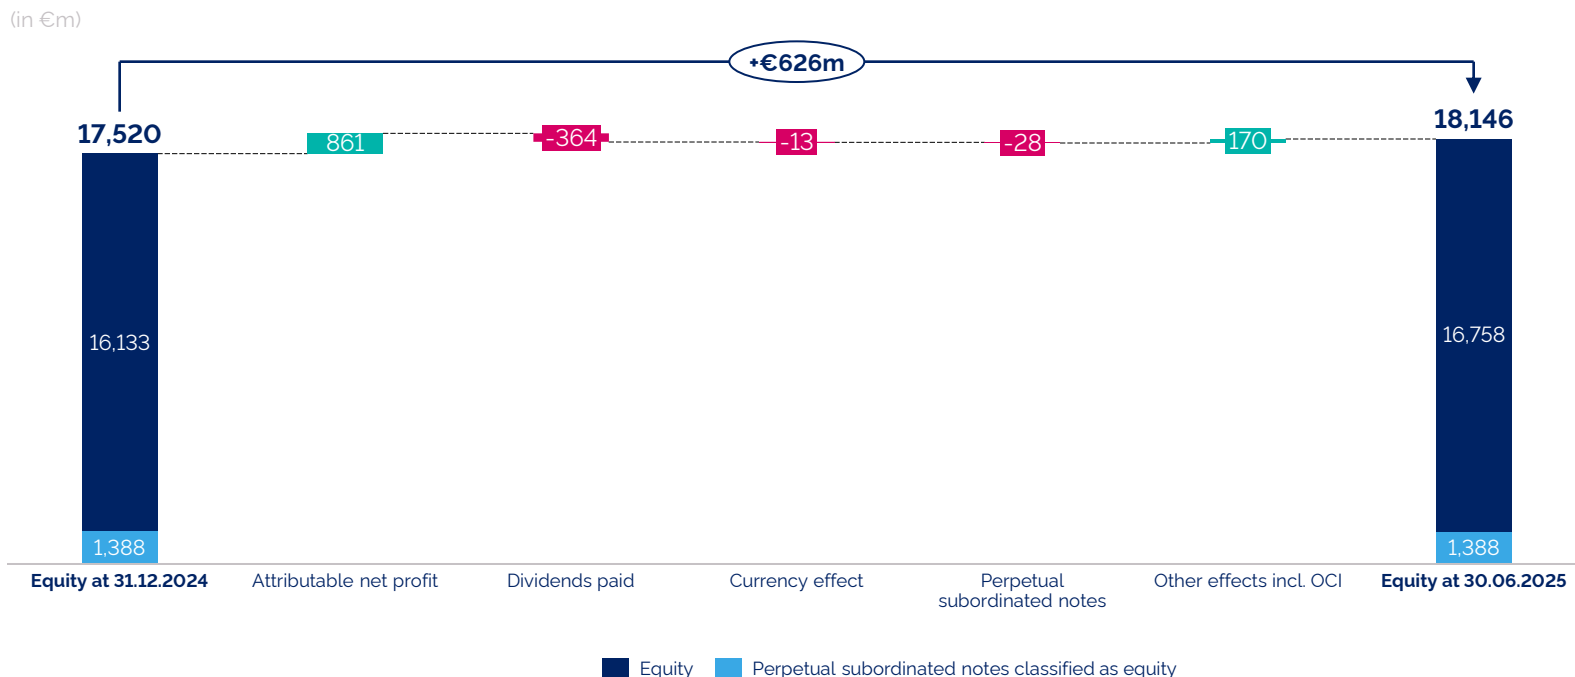 (in €m)
+€626m
17,520
861
-364
-13
-28
170
18,146
16,133
16,758
1,388
1,388
Equity at 31.12.2024
Attributable net profit
Dividends paid
Currency effect
Perpetual
subordinated notes
Other effects incl. OCI
Equity at 30.06.2025
Equity
Perpetual subordinated notes classified as equity